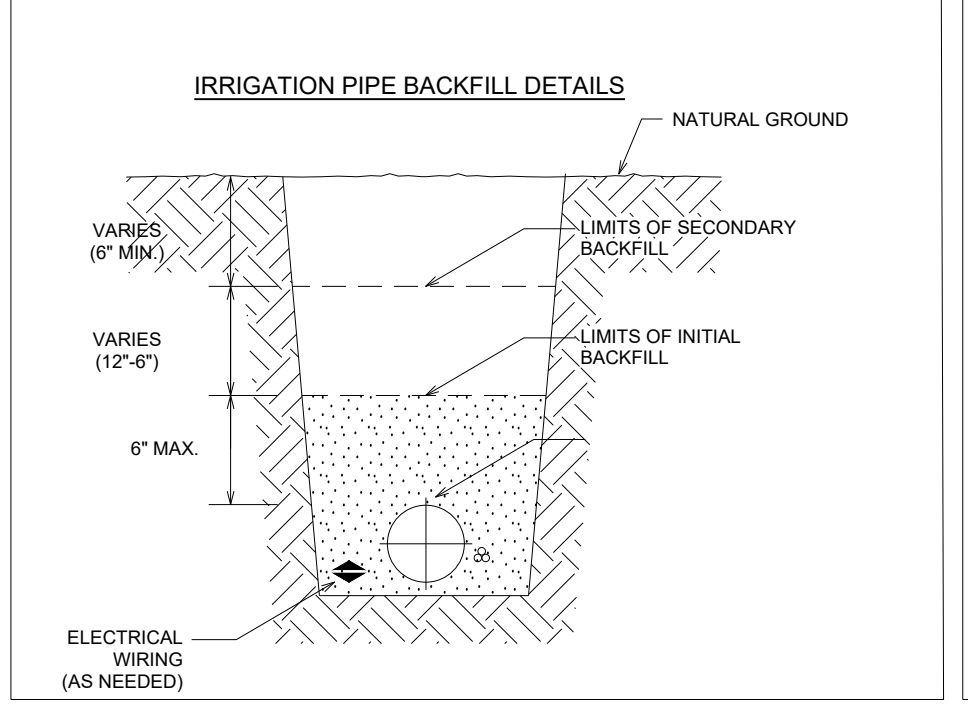 IRRIGATION PIPE BACKFILL DETAILS
NATURAL GROUND
VARIES
(6" MIN.)
LIMITS OF SECONDARY
BACKFILL
VARIES
(12"-6")
LIMITS OF INITIAL
BACKFILL
6" MAX.
ELECTRICAL
WIRING
(AS NEEDED)